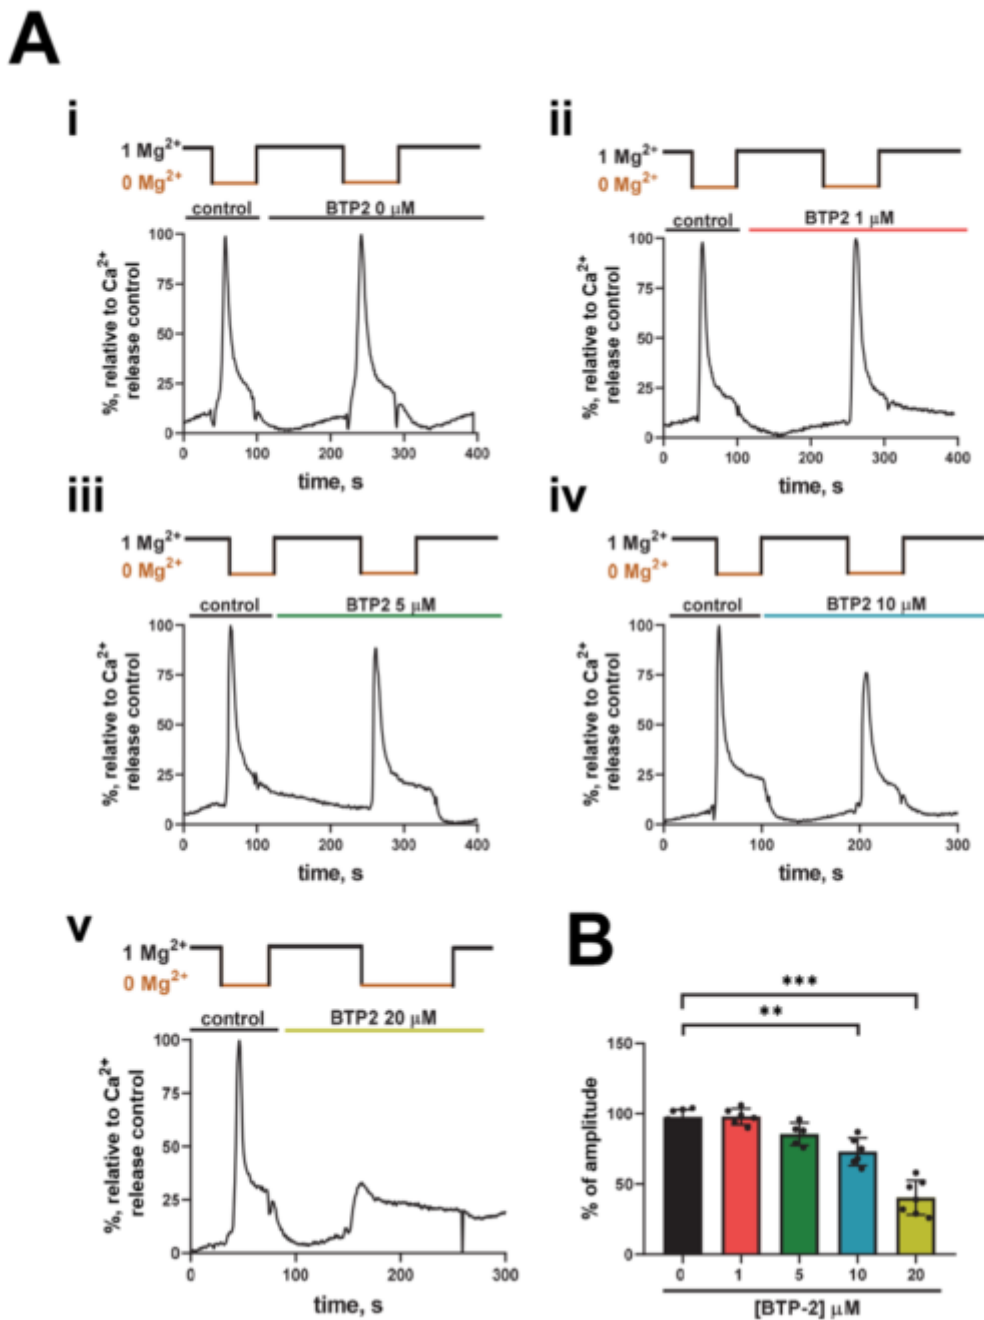 A
i
1 Mg²⁺
0 Mg²⁺
control BTP2 0 μM
%, relative to Ca²⁺
release control
100
75
50
25
0
0 100 200 300 400
time, s
ii
1 Mg²⁺
0 Mg²⁺
control BTP2 1 μM
%, relative to Ca²⁺
release control
100
75
50
25
0
0 100 200 300 400
time, s
iii
1 Mg²⁺
0 Mg²⁺
control BTP2 5 μM
%, relative to Ca²⁺
release control
100
75
50
25
0
0 100 200 300 400
time, s
iv
1 Mg²⁺
0 Mg²⁺
control BTP2 10 μM
%, relative to Ca²⁺
release control
100
75
50
25
0
0 100 200 300
time, s
v
1 Mg²⁺
0 Mg²⁺
control BTP2 20 μM
%, relative to Ca²⁺
release control
100
75
50
25
0
0 100 200 300
time, s
B
***
**
% of amplitude
150
100
50
0
0 1 5 10 20
[BTP-2] μM